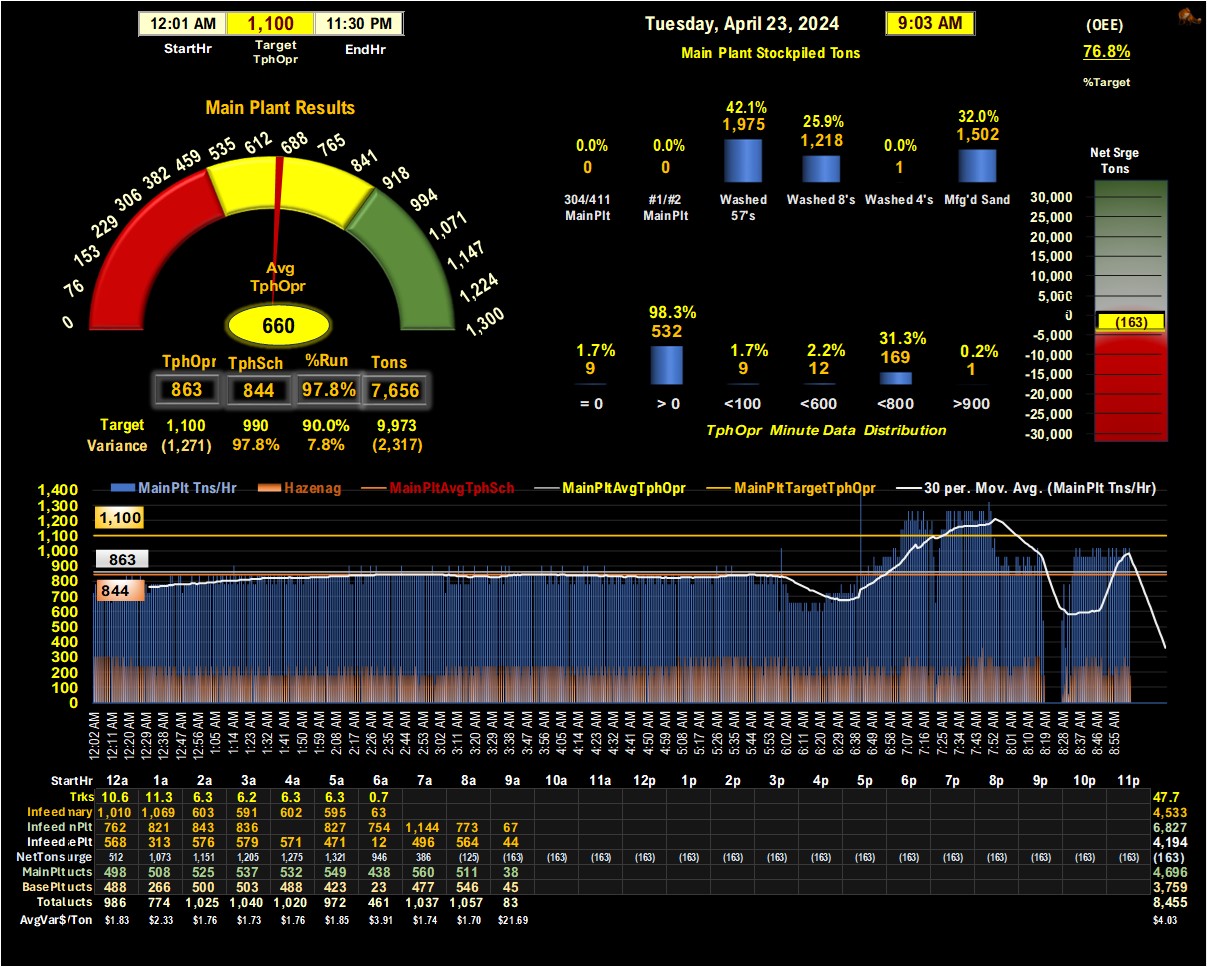 12:01 AM 1,100 11:30 PM
StartHr Target TphOpr EndHr
Tuesday, April 23, 2024 9:03 AM
Main Plant Stockpiled Tons
(OEE)
76.8%
%Target
Main Plant Results
0 76 153 229 306 382 459 535 612 688 765 841 918 994 1,071 1,147 1,224 1,300
Avg
TphOpr
660
TphOpr TphSch %Run Tons
863 844 97.8% 7,656
Target 1,100 990 90.0% 9,973
Variance (1,271) 97.8% 7.8% (2,317)
0.0% 0.0% 42.1% 25.9% 0.0% 32.0%
0 0 1,975 1,218 1 1,502
304/411 MainPlt #1/#2 MainPlt Washed 57's Washed 8's Washed 4's Mfg'd Sand
1.7% 98.3% 1.7% 2.2% 31.3% 0.2%
9 532 9 12 169 1
= 0 > 0 <100 <600 <800 >900
TphOpr Minute Data Distribution
Net Srge
Tons
30,000
25,000
20,000
15,000
10,000
5,000
0
(163)
-5,000
-10,000
-15,000
-20,000
-25,000
-30,000
MainPlt Tns/Hr Hazenag MainPltAvgTphSch MainPltAvgTphOpr MainPltTargetTphOpr 30 per. Mov. Avg. (MainPlt Tns/Hr)
1,400
1,300
1,200
1,100
1,000
900
800
700
600
500
400
300
200
100
0
1,100
863
844
12:02 AM 12:11 AM 12:20 AM 12:29 AM 12:38 AM 12:47 AM 12:56 AM 1:05 AM 1:14 AM 1:23 AM 1:32 AM 1:41 AM 1:50 AM 1:59 AM 2:08 AM 2:17 AM 2:26 AM 2:35 AM 2:44 AM 2:53 AM 3:02 AM 3:11 AM 3:20 AM 3:29 AM 3:38 AM 3:47 AM 3:56 AM 4:05 AM 4:14 AM 4:23 AM 4:32 AM 4:41 AM 4:50 AM 4:59 AM 5:08 AM 5:17 AM 5:26 AM 5:35 AM 5:44 AM 5:53 AM 6:02 AM 6:11 AM 6:20 AM 6:29 AM 6:38 AM 6:49 AM 6:58 AM 7:07 AM 7:16 AM 7:25 AM 7:34 AM 7:43 AM 7:52 AM 8:01 AM 8:10 AM 8:19 AM 8:28 AM 8:37 AM 8:46 AM 8:55 AM
StartHr 12a 1a 2a 3a 4a 5a 6a 7a 8a 9a 10a 11a 12p 1p 2p 3p 4p 5p 6p 7p 8p 9p 10p 11p
Trks 10.6 11.3 6.3 6.2 6.3 6.3 0.7 47.7
Infeed mary 1,010 1,069 603 591 602 595 63 4,533
Infeed nPlt 762 821 843 836 827 754 1,144 773 67 6,827
Infeed ePlt 568 313 576 579 571 471 12 496 564 44 4,194
NetTons urge 512 1,073 1,151 1,205 1,275 1,321 946 386 (125) (163) (163) (163) (163) (163) (163) (163) (163) (163) (163) (163) (163) (163) (163) (163) (163)
MainPlt ucts 498 508 525 537 532 549 438 560 511 38 4,696
BasePlt ucts 488 266 500 503 488 423 23 477 546 45 3,759
Total ucts 986 774 1,025 1,040 1,020 972 461 1,037 1,057 83 8,455
AvgVar$/Ton $1.83 $2.33 $1.76 $1.73 $1.76 $1.85 $3.91 $1.74 $1.70 $21.69 $4.03